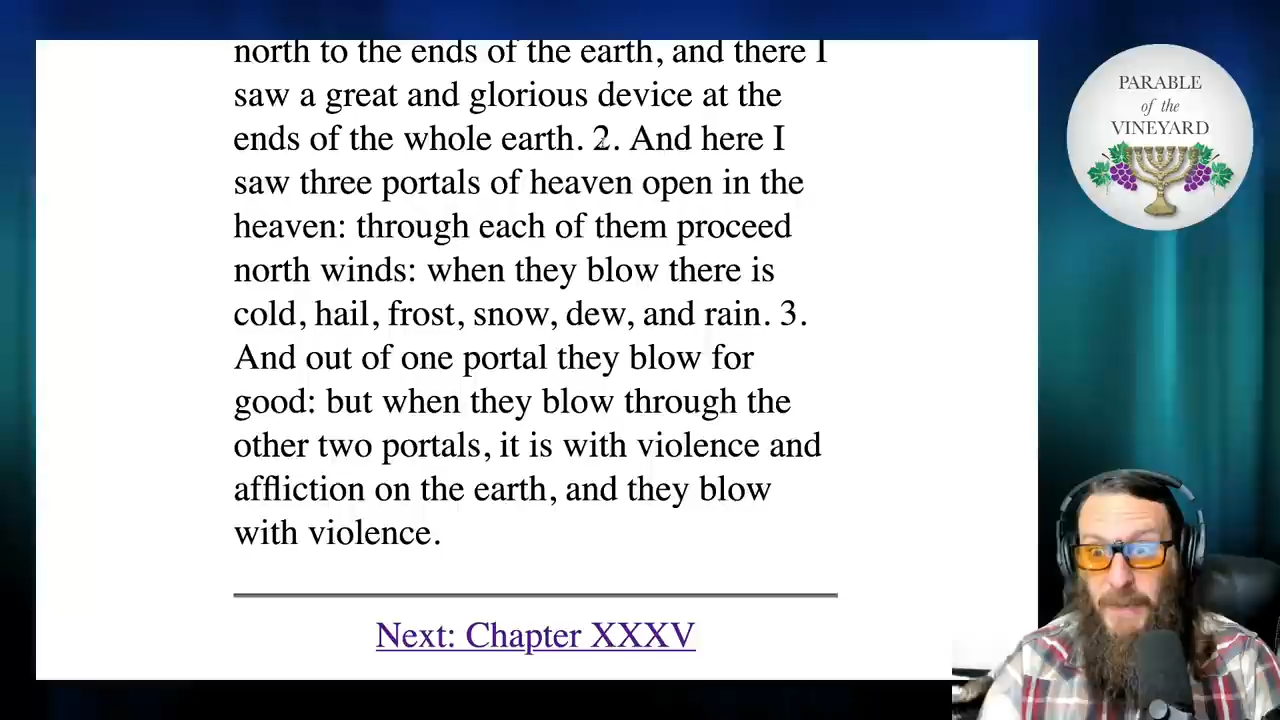 north to the ends of the earth, and there I
saw a great and glorious device at the
ends of the whole earth. 2. And here I
saw three portals of heaven open in the
heaven: through each of them proceed
north winds: when they blow there is
cold, hail, frost, snow, dew, and rain. 3.
And out of one portal they blow for
good: but when they blow through the
other two portals, it is with violence and
affliction on the earth, and they blow
with violence.
Next: Chapter XXXV
PARABLE
of the
VINEYARD